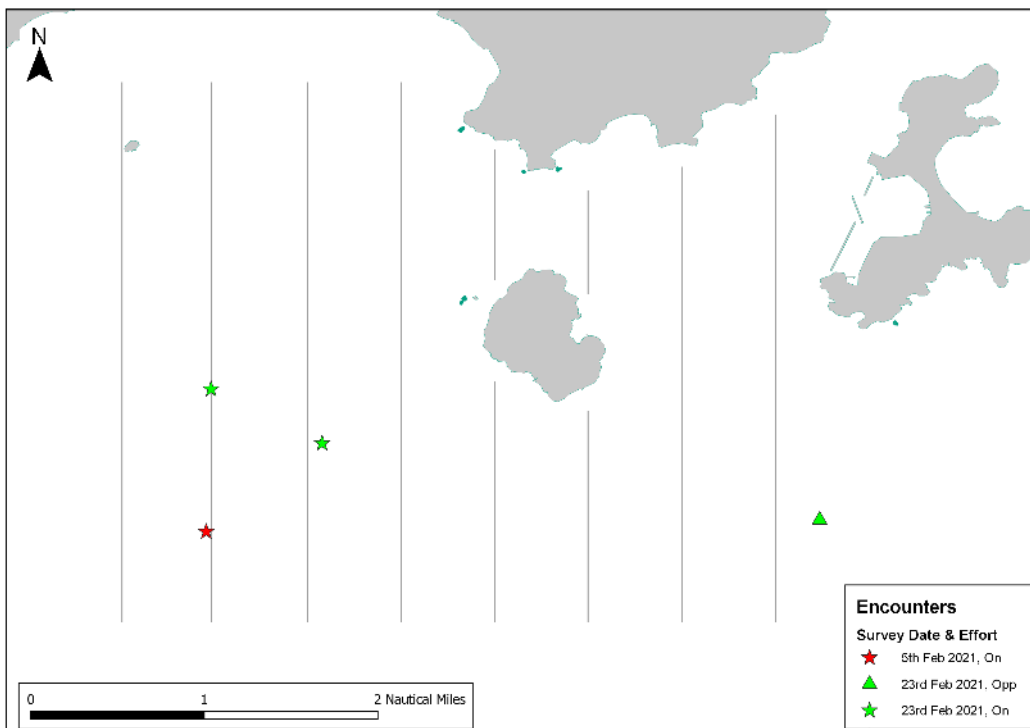 N
Encounters
Survey Date & Effort
5th Feb 2021, On
23rd Feb 2021, Opp
23rd Feb 2021, On
0 1 2 Nautical Miles